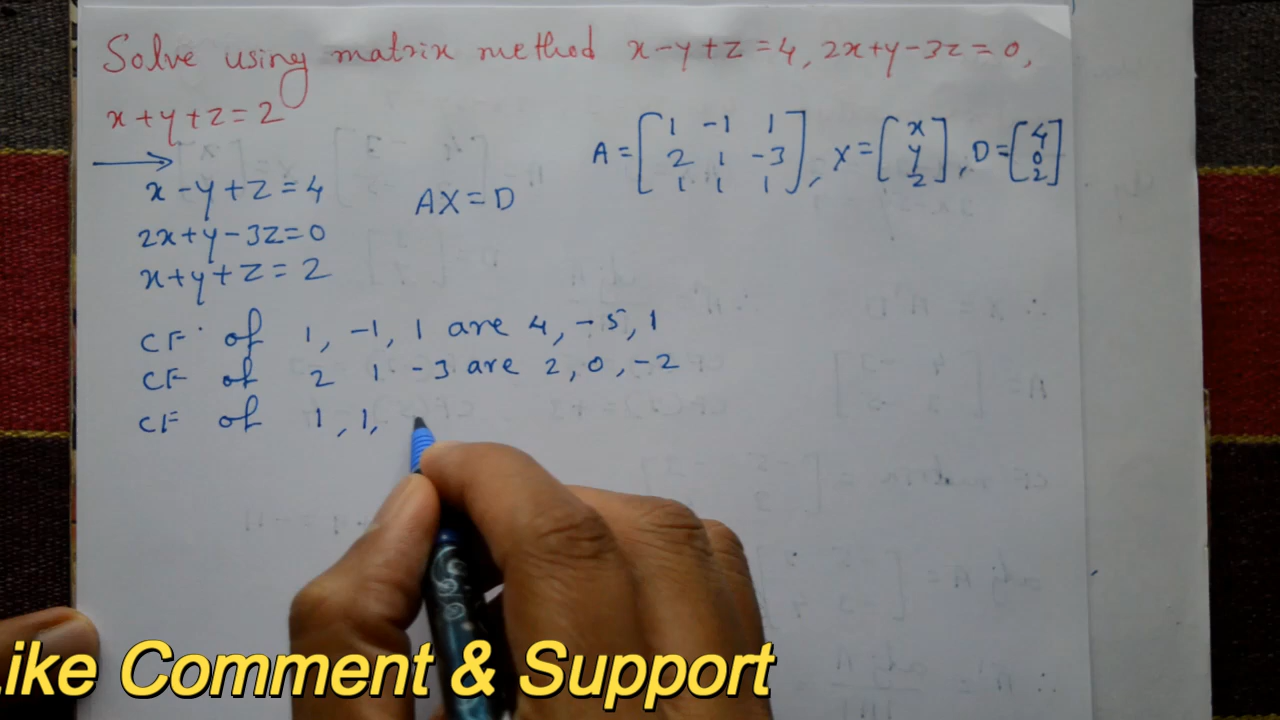 Solve using matrix method x-y+z=4, 2x+y-3z=0,
x+y+z=2
A = [1 -1 1
2 1 -3
1 1 1], X = [x
y
z], D = [4
0
2]
x-y+z=4
AX=D
2x+y-3z=0
x+y+z=2
CF of 1, -1, 1 are 4, -5, 1
CF of 2 1 -3 are 2, 0, -2
CF of 1, 1,
ike Comment & Support